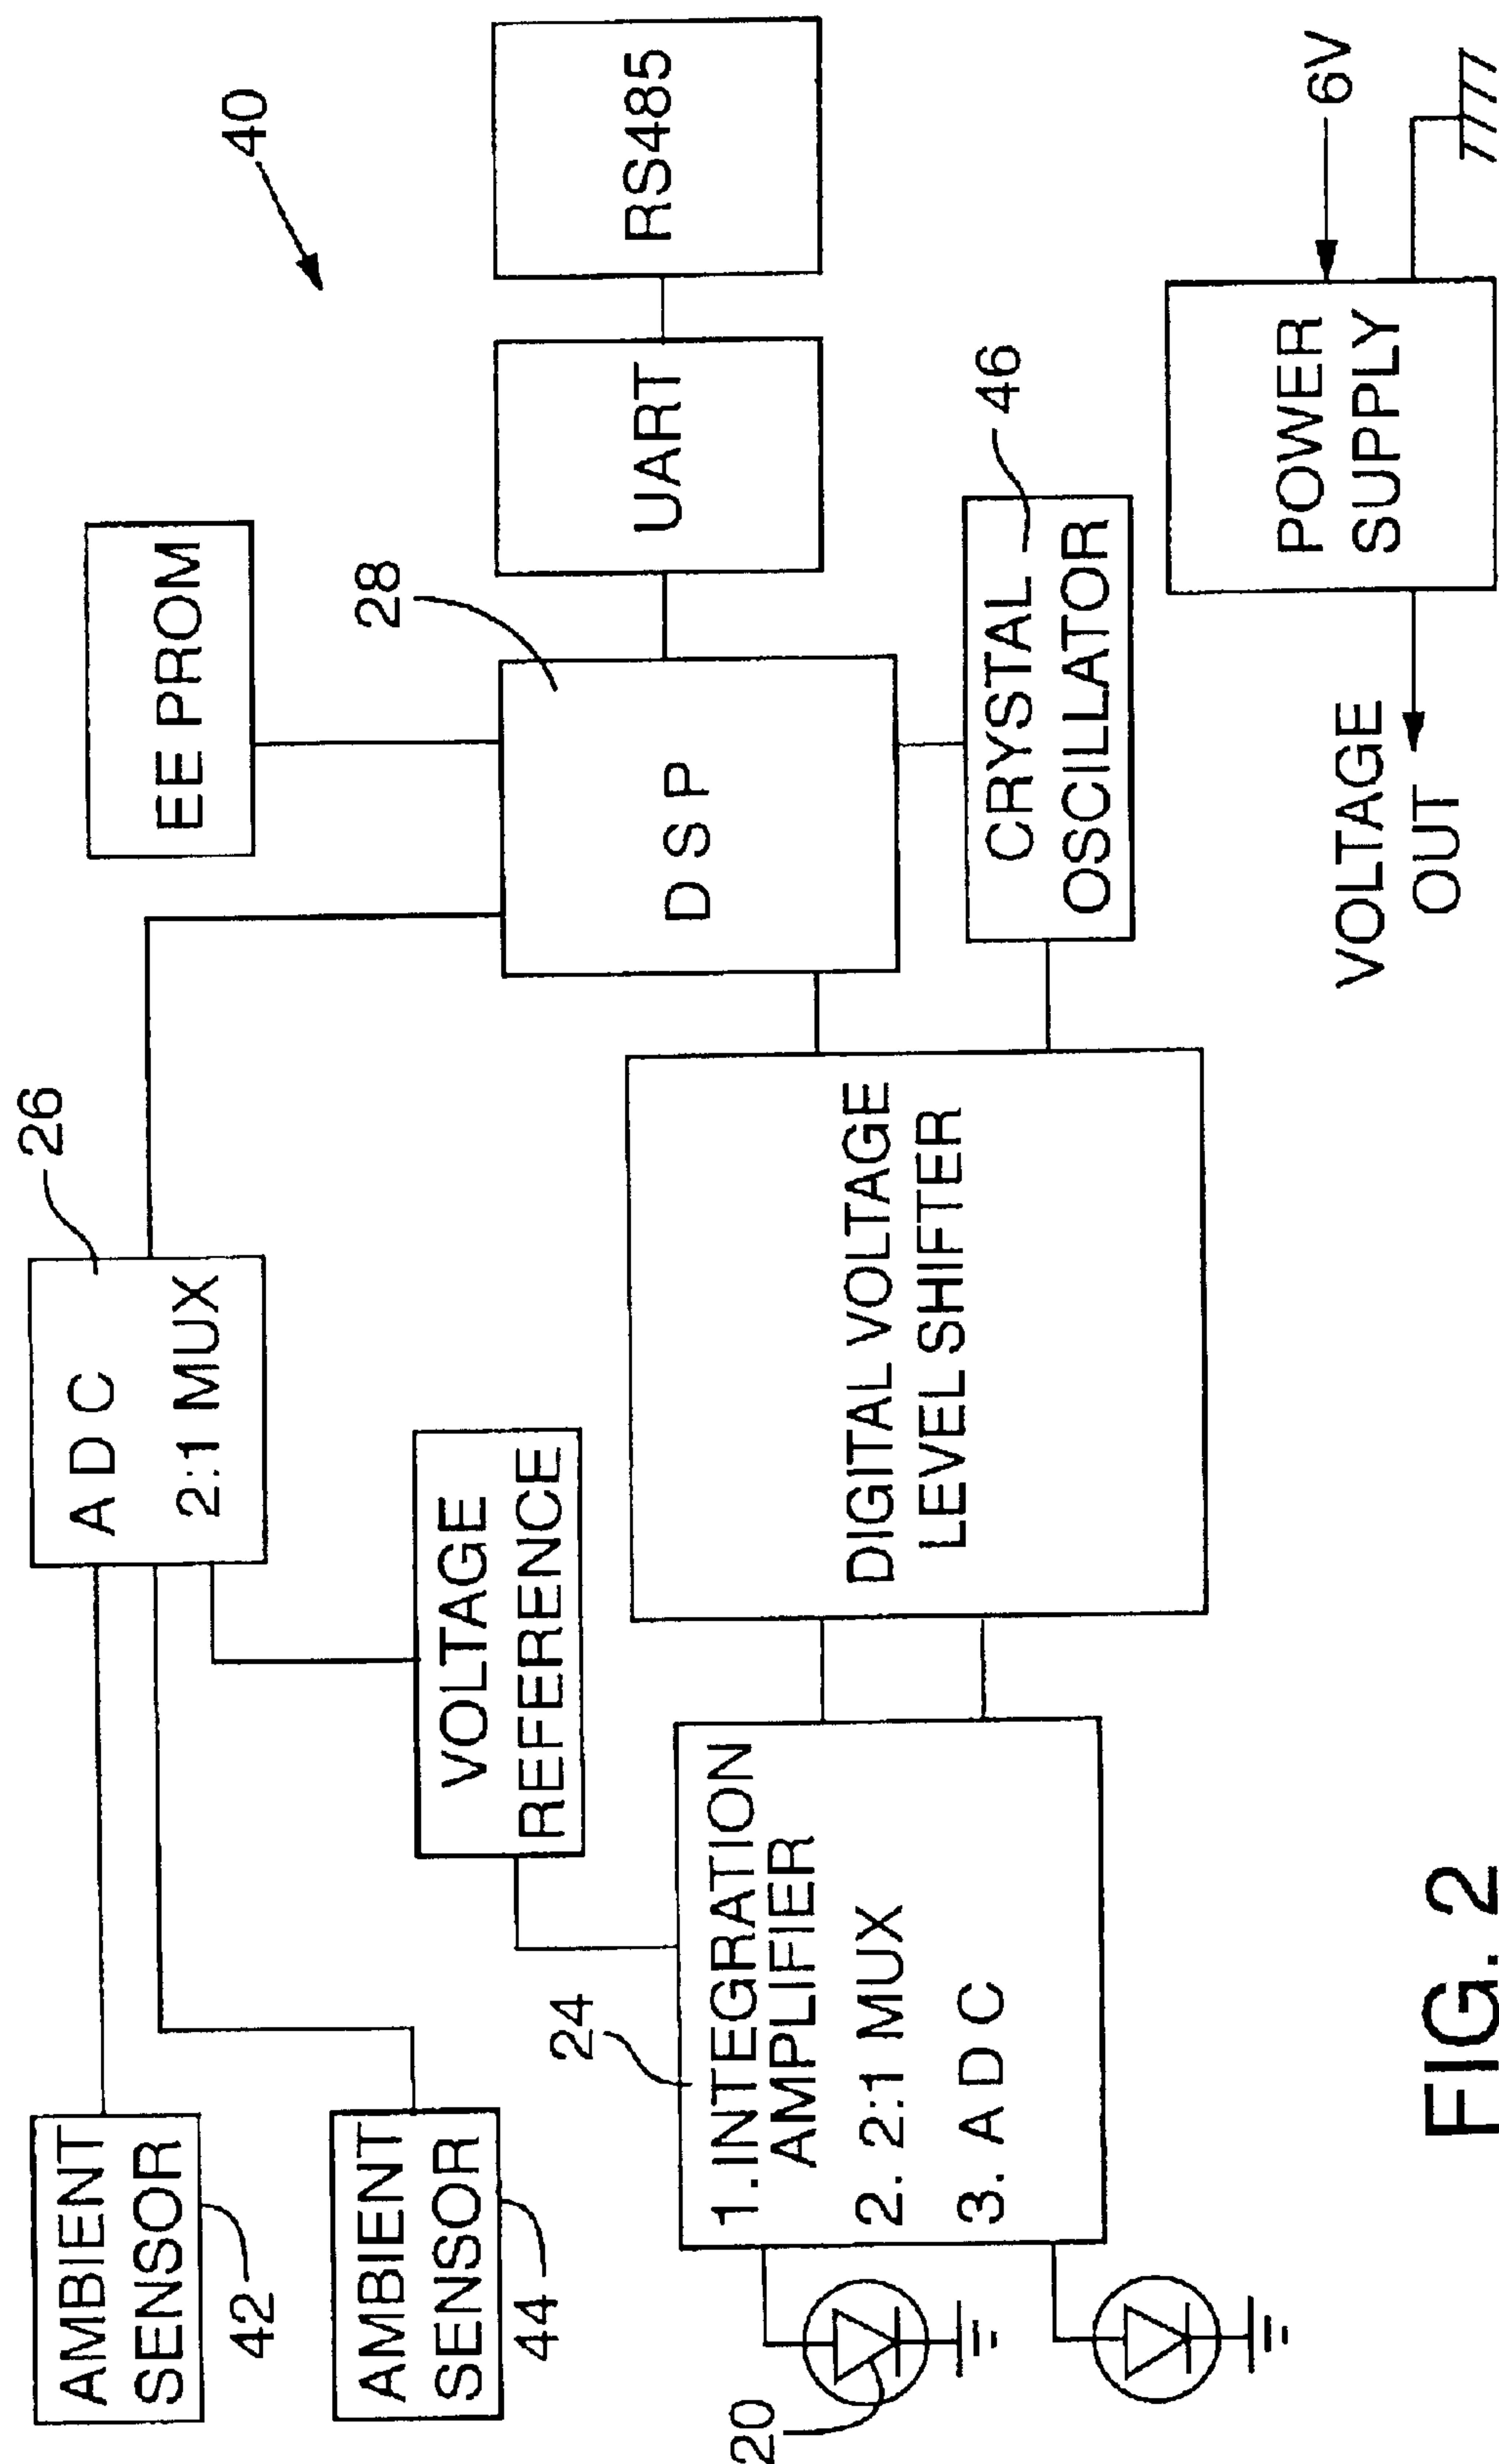 40
26
A D C
2:1 MUX
EE PROM
AMBIENT
SENSOR
42
AMBIENT
SENSOR
44
VOLTAGE
REFERENCE
28
D S P
UART
RS485
24
1. INTEGRATION
AMPLIFIER
2. 2:1 MUX
3. A D C
DIGITAL VOLTAGE
LEVEL SHIFTER
CRYSTAL
OSCILLATOR
46
20
POWER
SUPPLY
6V
VOLTAGE
OUT
FIG. 2